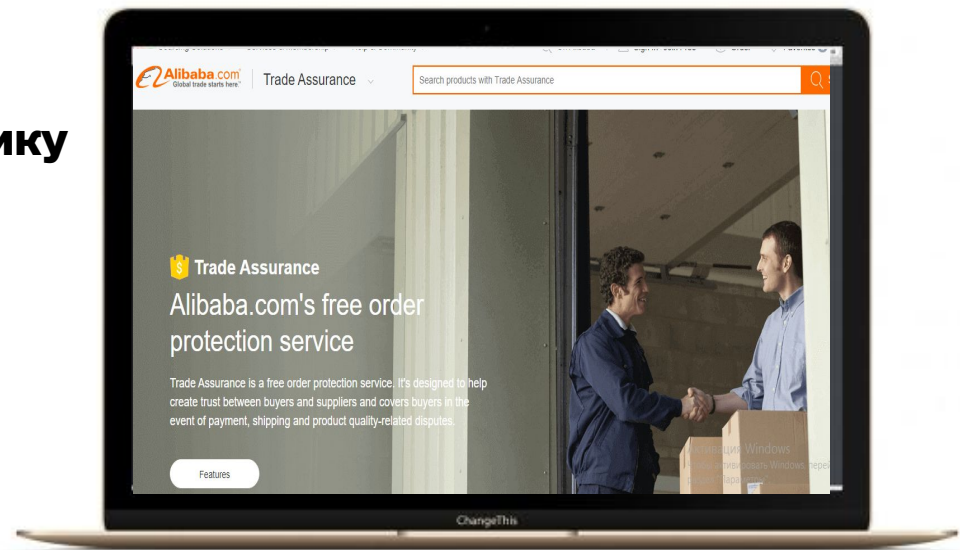 ику
Alibaba.com
Global trade starts here.™
Trade Assurance
Search products with Trade Assurance
Trade Assurance
Alibaba.com's free order
protection service
Trade Assurance is a free order protection service. It's designed to help
create trust between buyers and suppliers and covers buyers in the
event of payment, shipping and product quality-related disputes.
Features
Windows
Windows,
ChangeThis